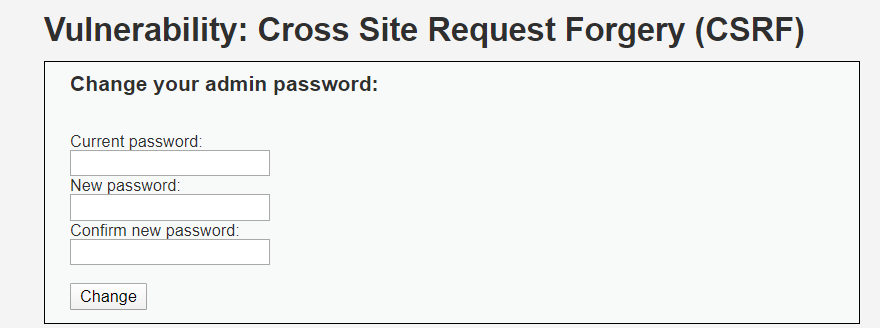 Vulnerability: Cross Site Request Forgery (CSRF)
Change your admin password:
Current password:
New password:
Confirm new password:
Change